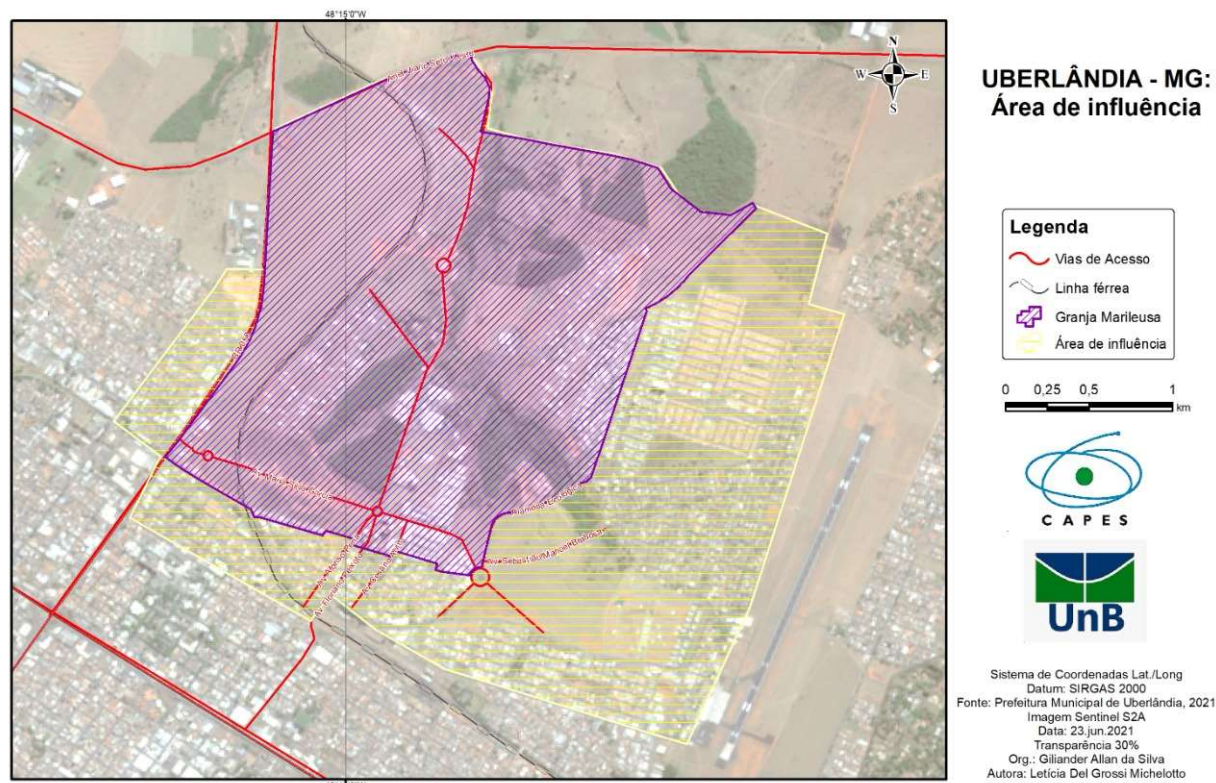 48°15'0"W
N
W
E
S
UBERLÂNDIA - MG:
Área de influência
Legenda
Vias de Acesso
Linha férrea
Granja Marileusa
Área de influência
0 0,25 0,5 1
km
CAPES
UnB
Sistema de Coordenadas Lat./Long
Datum: SIRGAS 2000
Fonte: Prefeitura Municipal de Uberlândia, 2021
Imagem Sentinel S2A
Data: 23.jun.2021
Transparência 30%
Org.: Giliander Allan da Silva
Autora: Letícia Del Grossi Michelotto